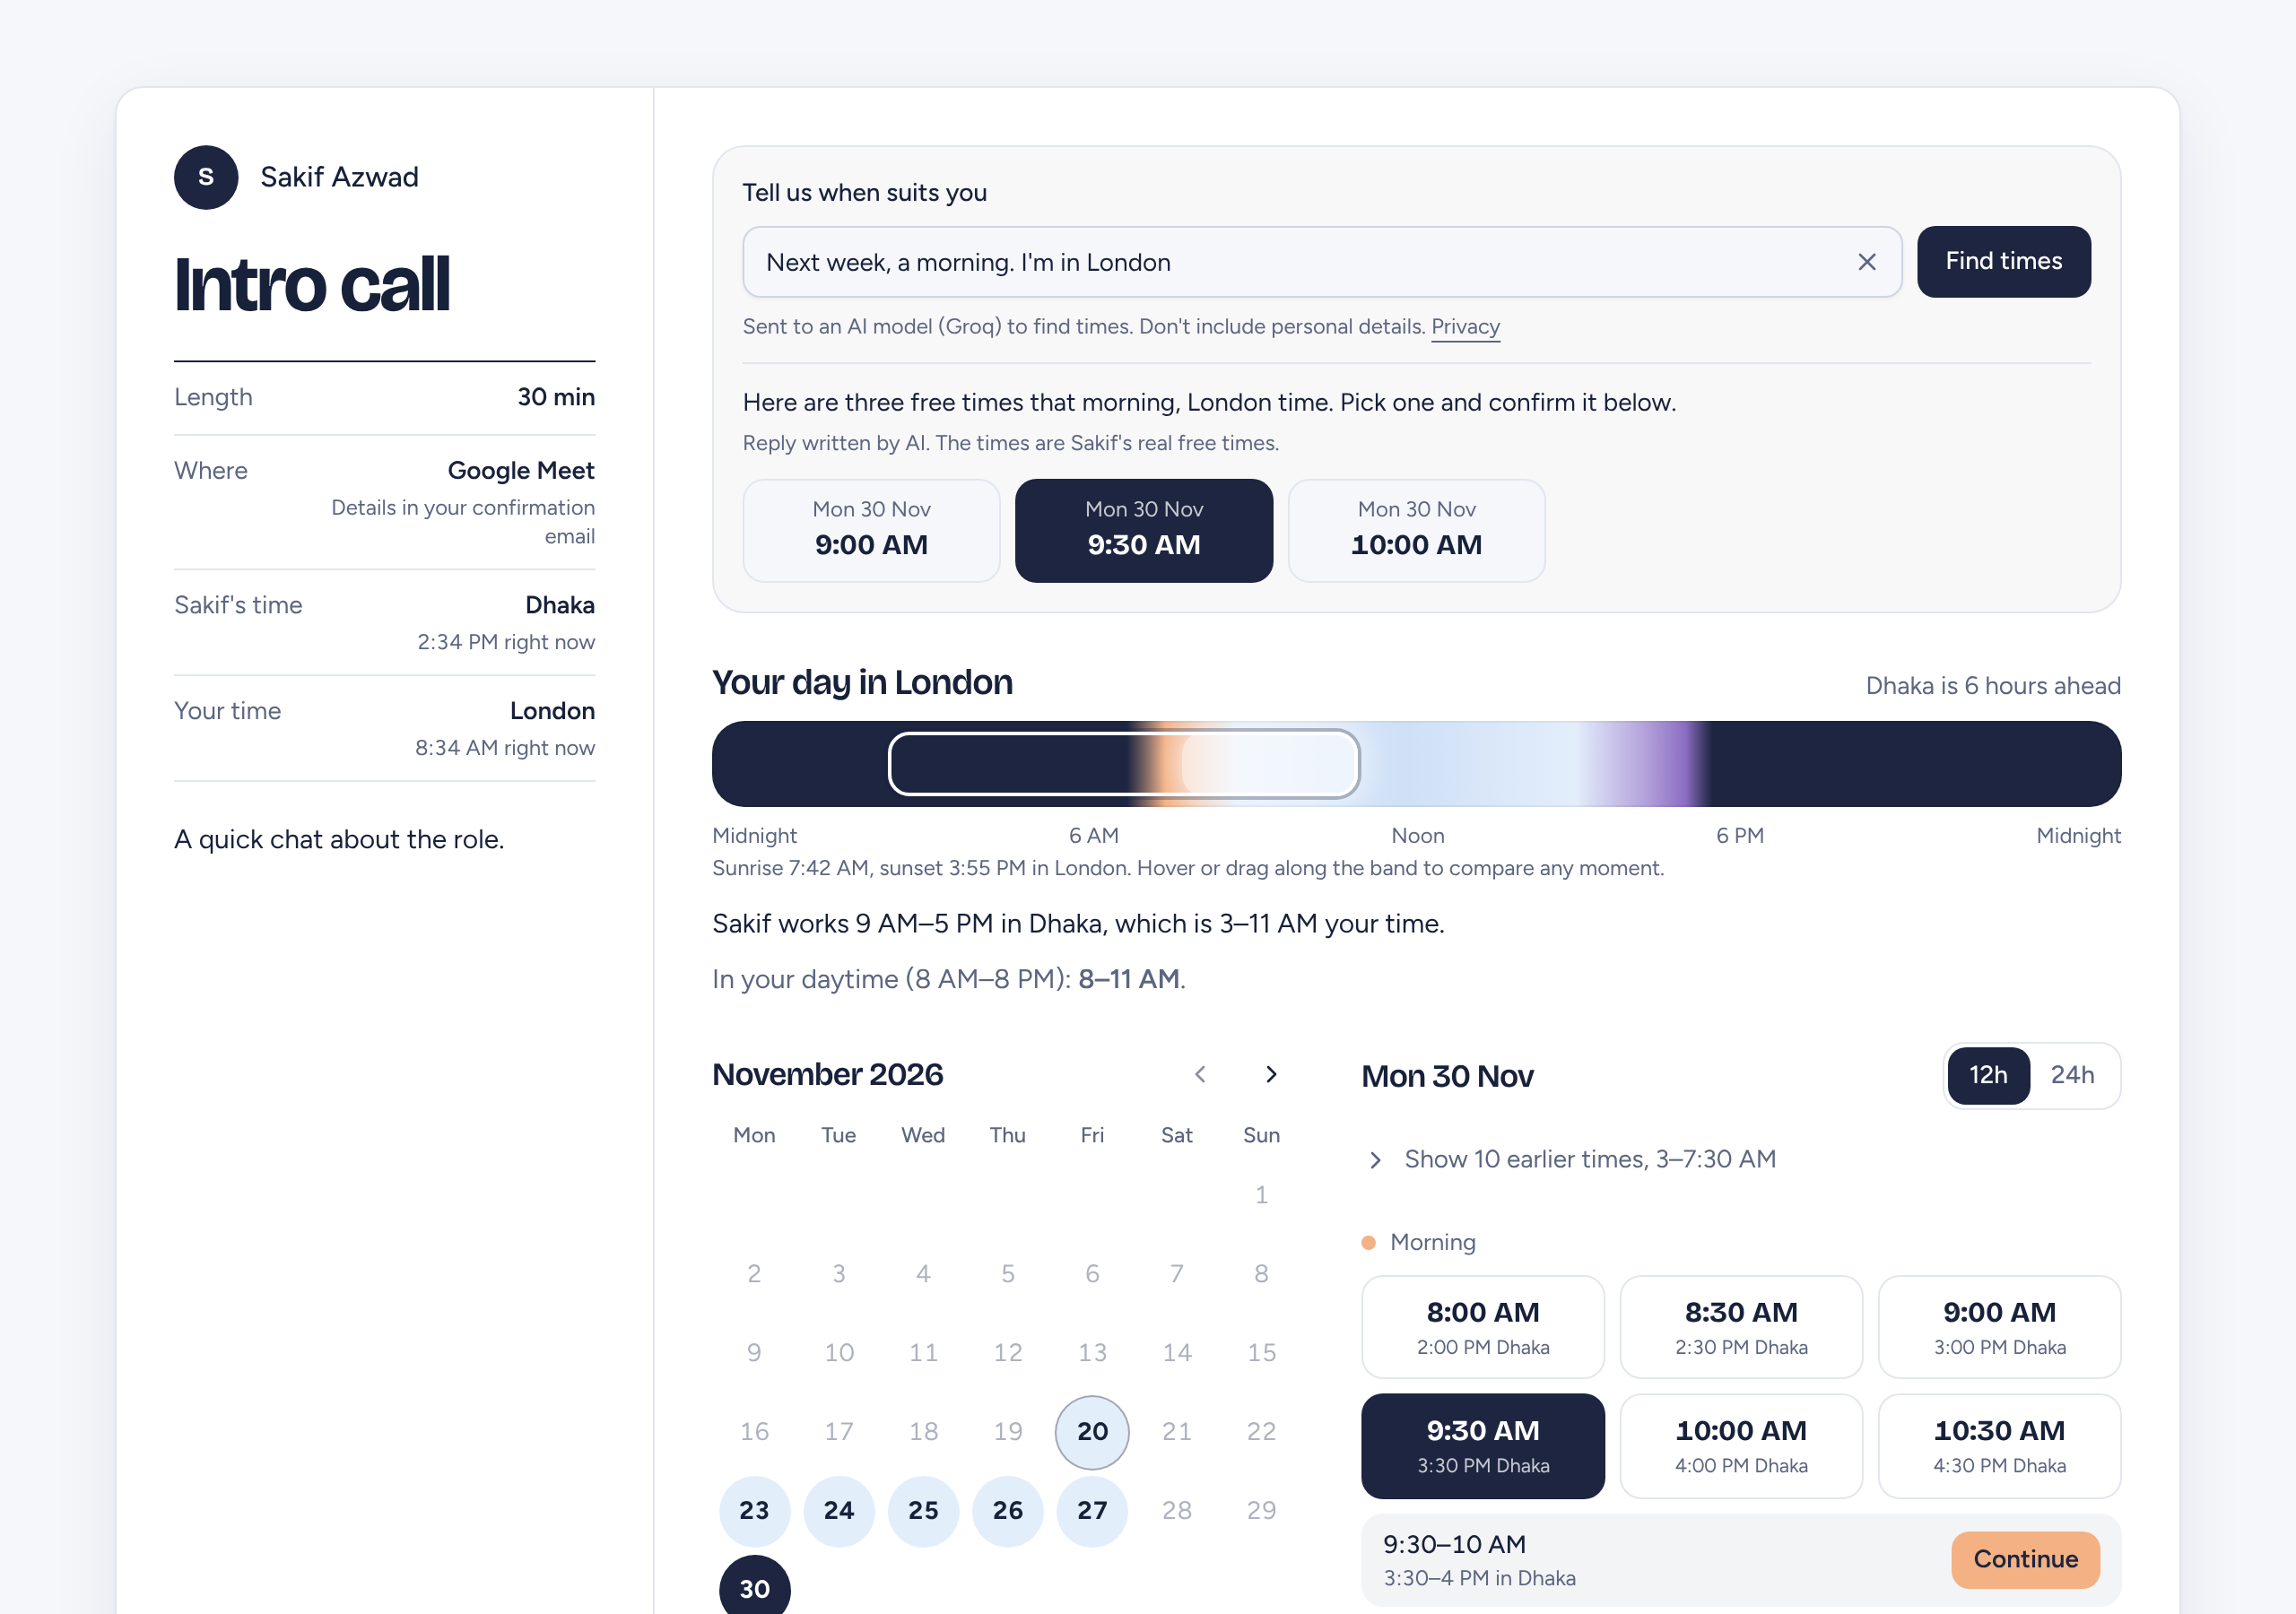 S
Sakif Azwad
Intro call
Length 30 min
Where Google Meet
Details in your confirmation
email
Sakif's time Dhaka
2:34 PM right now
Your time London
8:34 AM right now
A quick chat about the role.
Tell us when suits you
Next week, a morning. I'm in London
Find times
Sent to an AI model (Groq) to find times. Don't include personal details. Privacy
Here are three free times that morning, London time. Pick one and confirm it below.
Reply written by AI. The times are Sakif's real free times.
Mon 30 Nov Mon 30 Nov Mon 30 Nov
9:00 AM 9:30 AM 10:00 AM
Your day in London Dhaka is 6 hours ahead
Midnight 6 AM Noon 6 PM Midnight
Sunrise 7:42 AM, sunset 3:55 PM in London. Hover or drag along the band to compare any moment.
Sakif works 9 AM–5 PM in Dhaka, which is 3–11 AM your time.
In your daytime (8 AM–8 PM): 8–11 AM.
November 2026
Mon Tue Wed Thu Fri Sat Sun
1
2 3 4 5 6 7 8
9 10 11 12 13 14 15
16 17 18 19 20 21 22
23 24 25 26 27 28 29
30
Mon 30 Nov 12h 24h
Show 10 earlier times, 3–7:30 AM
Morning
8:00 AM 8:30 AM 9:00 AM
2:00 PM Dhaka 2:30 PM Dhaka 3:00 PM Dhaka
9:30 AM 10:00 AM 10:30 AM
3:30 PM Dhaka 4:00 PM Dhaka 4:30 PM Dhaka
9:30–10 AM
3:30–4 PM in Dhaka
Continue